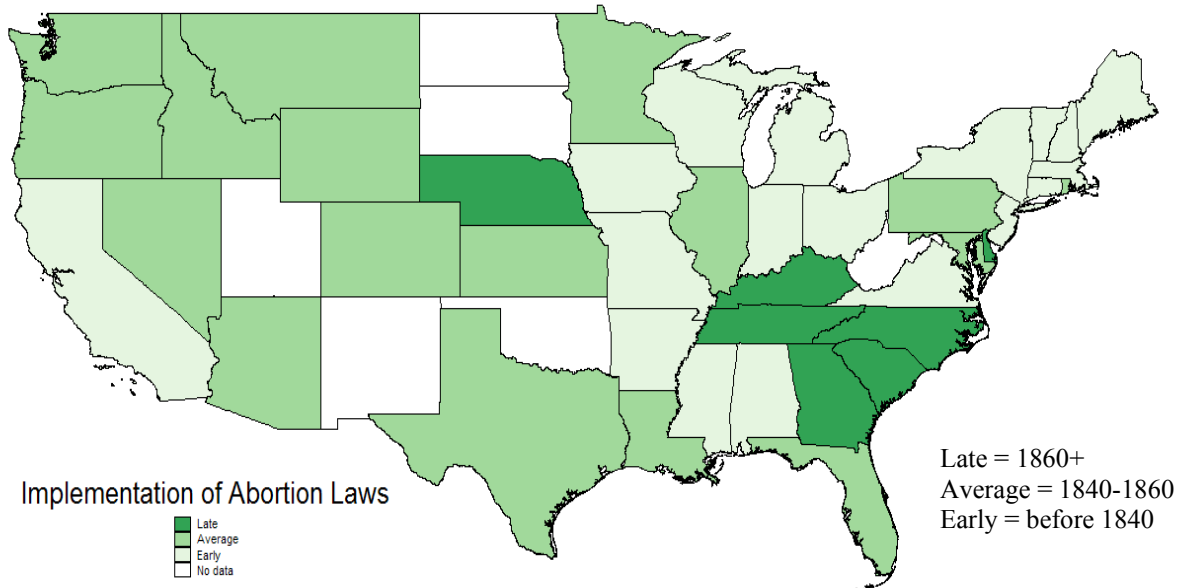 Implementation of Abortion Laws
Late
Average
Early
No data
Late = 1860+
Average = 1840-1860
Early = before 1840